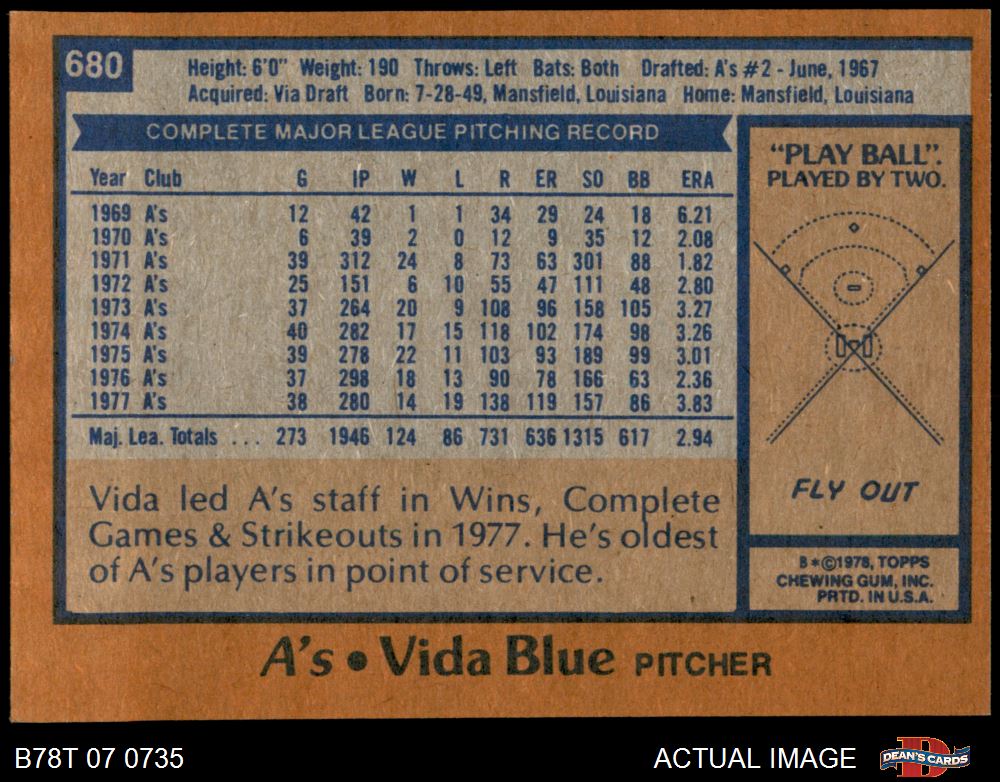 680
Height: 6'0" Weight: 190 Throws: Left Bats: Both Drafted: A's #2 - June, 1967
Acquired: Via Draft Born: 7-28-49, Mansfield, Louisiana Home: Mansfield, Louisiana
COMPLETE MAJOR LEAGUE PITCHING RECORD
Year Club G IP W L R ER SO BB ERA
1969 A's 12 42 1 1 34 29 24 18 6.21
1970 A's 6 39 2 0 12 9 35 12 2.08
1971 A's 39 312 24 8 73 63 301 88 1.82
1972 A's 25 151 6 10 55 47 111 48 2.80
1973 A's 37 264 20 9 108 96 158 105 3.27
1974 A's 40 282 17 15 118 102 174 98 3.26
1975 A's 39 278 22 11 103 93 189 99 3.01
1976 A's 37 298 18 13 90 78 166 63 2.36
1977 A's 38 280 14 19 138 119 157 86 3.83
Maj. Lea. Totals ... 273 1946 124 86 731 636 1315 617 2.94
Vida led A's staff in Wins, Complete
Games & Strikeouts in 1977. He's oldest
of A's players in point of service.
"PLAY BALL".
PLAYED BY TWO.
FLY OUT
B*©1978, TOPPS
CHEWING GUM, INC.
PRTD. IN U.S.A.
A's • Vida Blue PITCHER
B78T 07 0735
ACTUAL IMAGE
DEAN'S CARDS